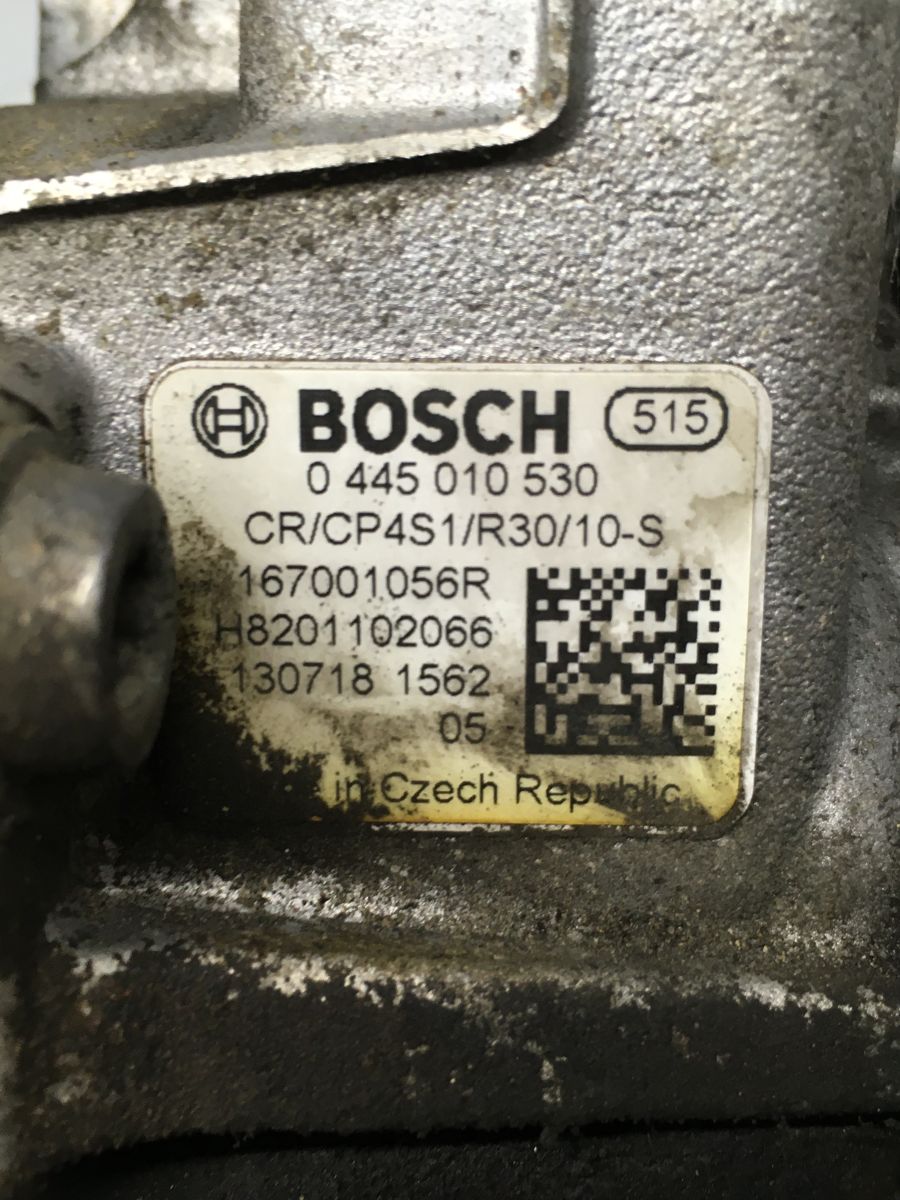 BOSCH 515
0 445 010 530
CR/CP4S1/R30/10-S
167001056R
H8201102066
130718 1562
05
in Czech Republic